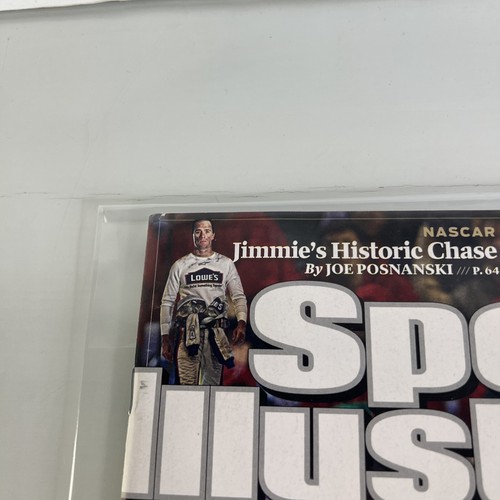 NASCAR
Jimmie's Historic Chase
By JOE POSNANSKI /// P. 64
LOWE'S
Spo
Illus